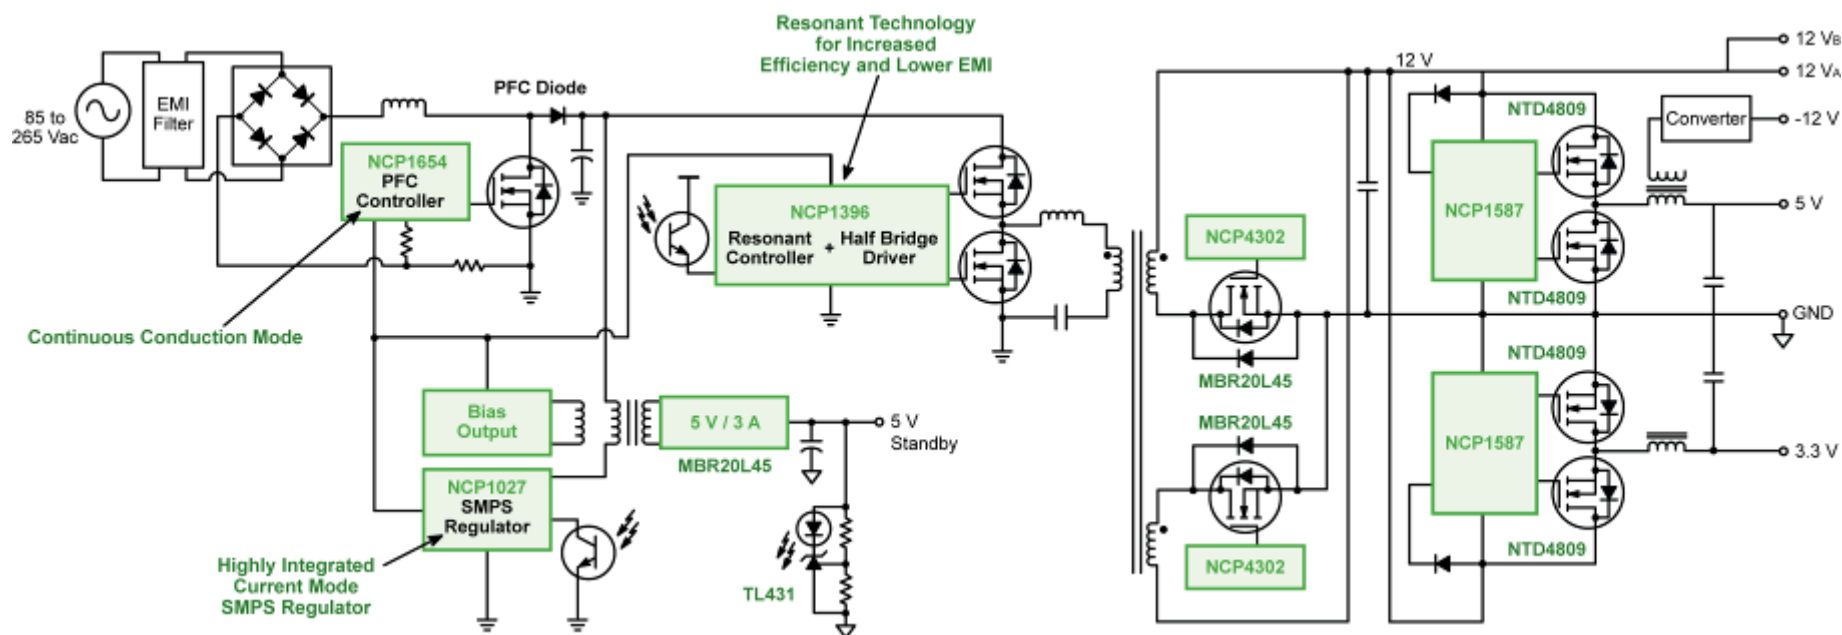 Resonant Technology
for Increased
Efficiency and Lower EMI
12 VB
12 V
12 VA
PFC Diode
EMI
Filter
85 to
265 Vac
NTD4809
Converter
-12 V
NCP1654
PFC
Controller
NCP1396
Resonant
Controller
+
Half Bridge
Driver
NCP4302
NCP1587
5 V
NTD4809
GND
Continuous Conduction Mode
MBR20L45
NTD4809
Bias
Output
5 V / 3 A
5 V
Standby
MBR20L45
MBR20L45
NCP1587
3.3 V
NCP1027
SMPS
Regulator
NTD4809
Highly Integrated
Current Mode
SMPS Regulator
TL431
NCP4302